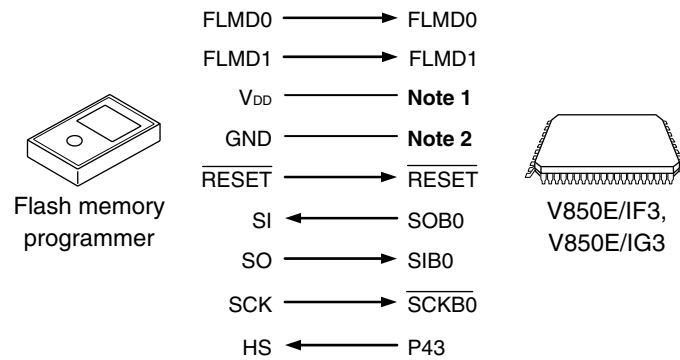 FLMD0 FLMD0
FLMD1 FLMD1
VDD Note 1
GND Note 2
RESET RESET
SI SOB0
SO SIB0
SCK SCKB0
HS P43
Flash memory
programmer
V850E/IF3,
V850E/IG3